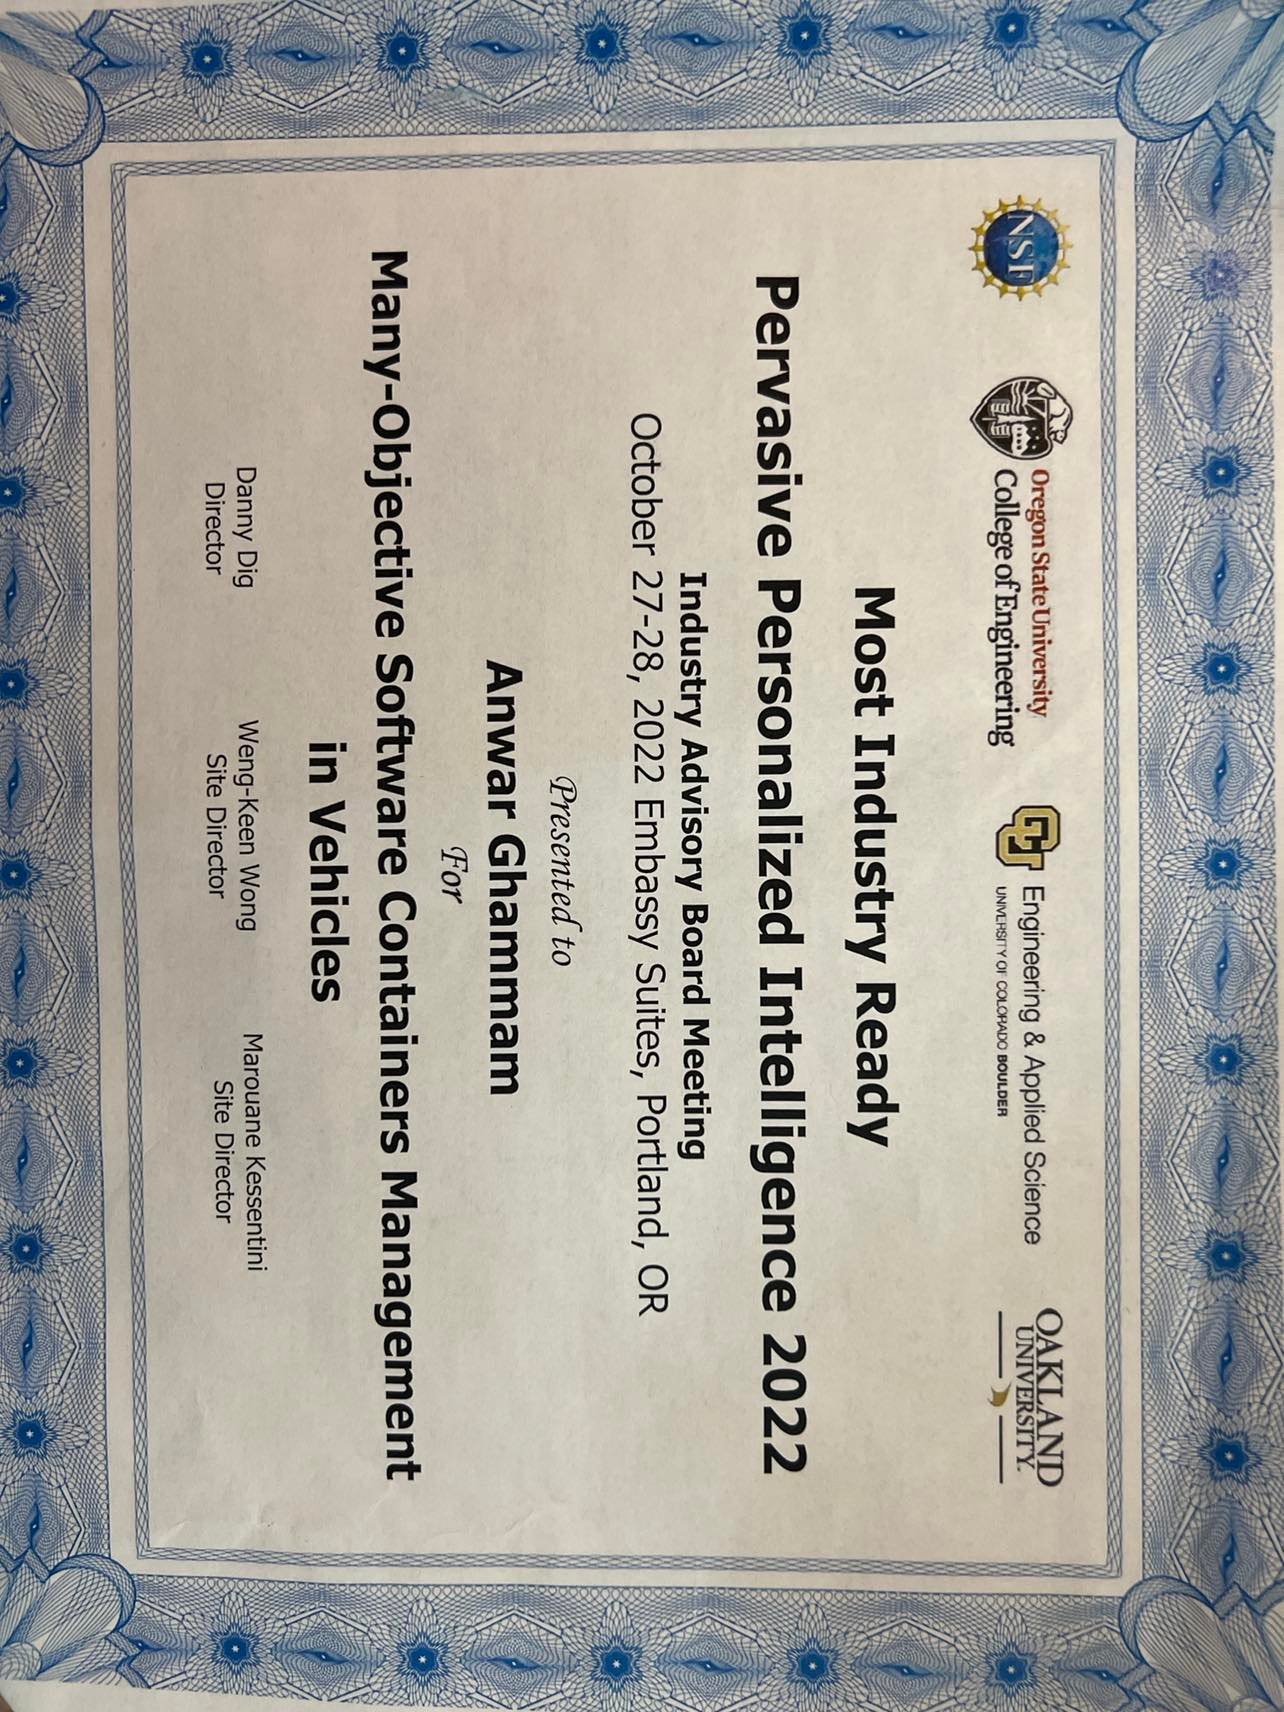 NSF
Oregon State University
College of Engineering
CU
Engineering & Applied Science
UNIVERSITY OF COLORADO BOULDER
OAKLAND
UNIVERSITY.
Most Industry Ready
Pervasive Personalized Intelligence 2022
Industry Advisory Board Meeting
October 27-28, 2022 Embassy Suites, Portland, OR
Presented to
Anwar Ghammam
For
Many-Objective Software Containers Management
in Vehicles
Danny Dig
Director
Weng-Keen Wong
Site Director
Marouane Kessentini
Site Director